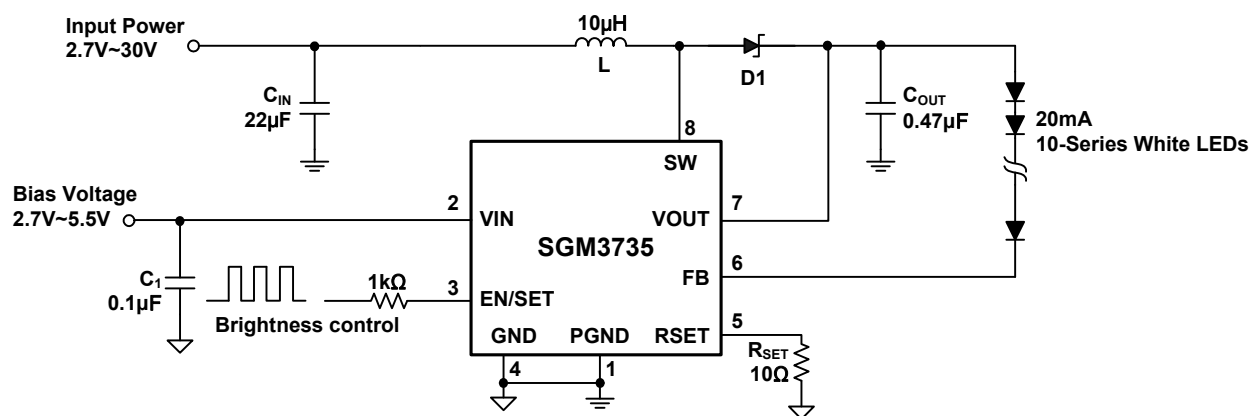 Input Power
2.7V~30V
10µH
L
D1
CIN
22µF
COUT
0.47µF
20mA
10-Series White LEDs
8
SW
Bias Voltage
2.7V~5.5V
2
VIN
VOUT
7
SGM3735
FB
6
C1
0.1µF
1kΩ
3
EN/SET
Brightness control
GND
PGND
RSET
5
4
1
RSET
10Ω